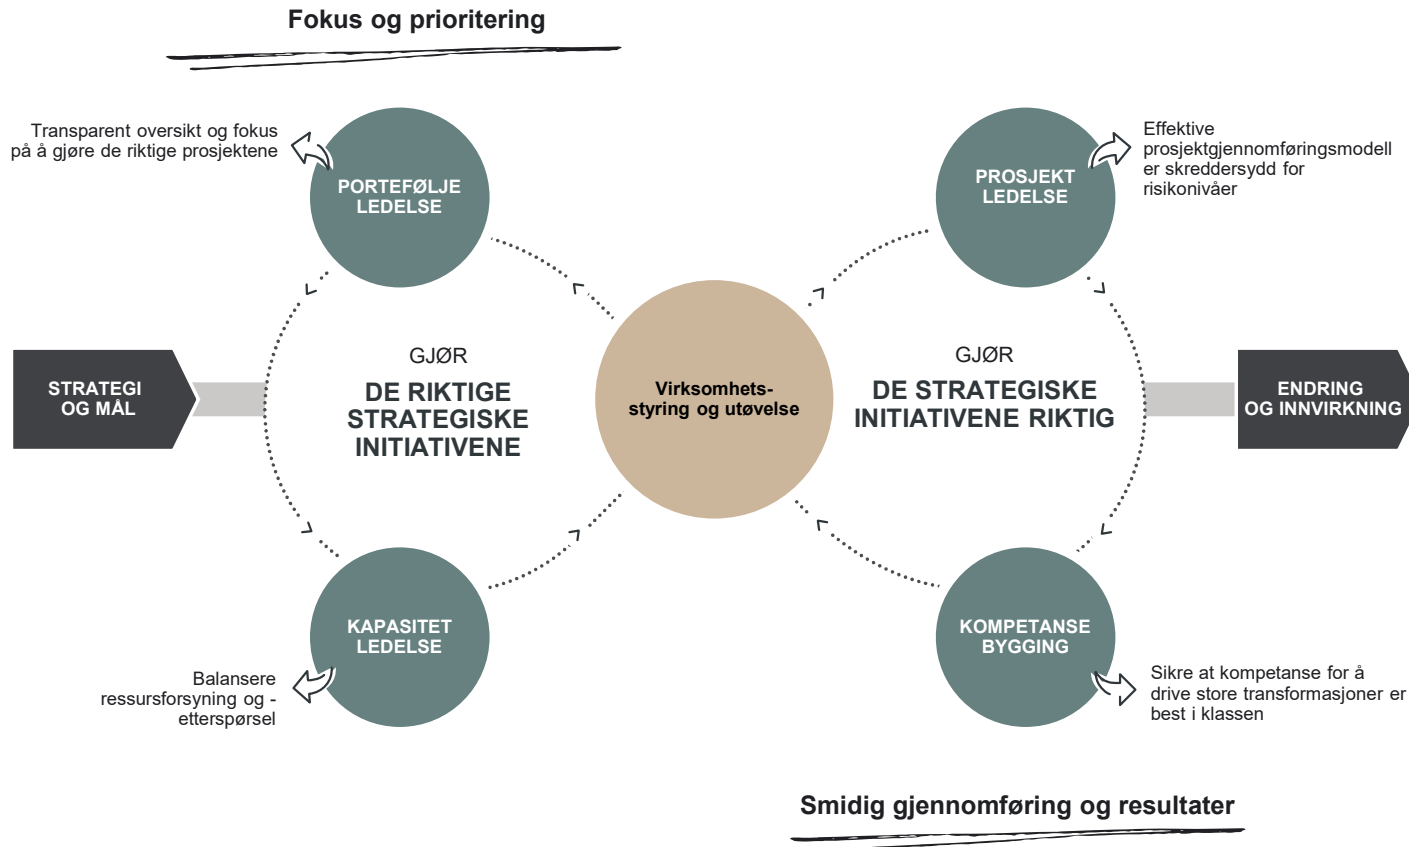 Fokus og prioritering
Transparent oversikt og fokus
på å gjøre de riktige prosjektene
PORTEFØLJE
LEDELSE
PROSJEKT
LEDELSE
Effektive
prosjektgjennomføringsmodell
er skreddersydd for
risikonivåer
STRATEGI
OG MÅL
GJØR
DE RIKTIGE
STRATEGISKE
INITIATIVENE
Virksomhets-
styring og utøvelse
GJØR
DE STRATEGISKE
INITIATIVENE RIKTIG
ENDRING
OG INNVIRKNING
KAPASITET
LEDELSE
Balansere
ressursforsyning og -
etterspørsel
KOMPETANSE
BYGGING
Sikre at kompetanse for å
drive store transformasjoner er
best i klassen
Smidig gjennomføring og resultater